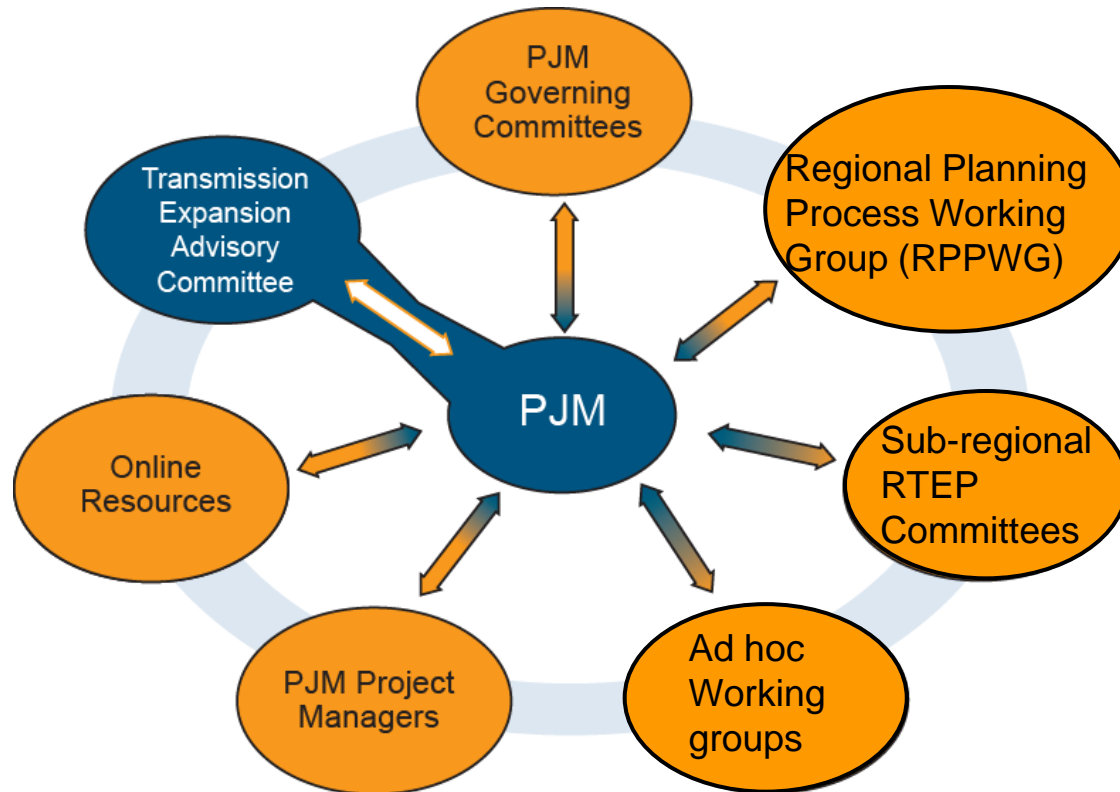 PJM
Governing
Committees
Regional Planning
Process Working
Group (RPPWG)
Transmission
Expansion
Advisory
Committee
PJM
Sub-regional
RTEP
Committees
Online
Resources
Ad hoc
Working
groups
PJM Project
Managers